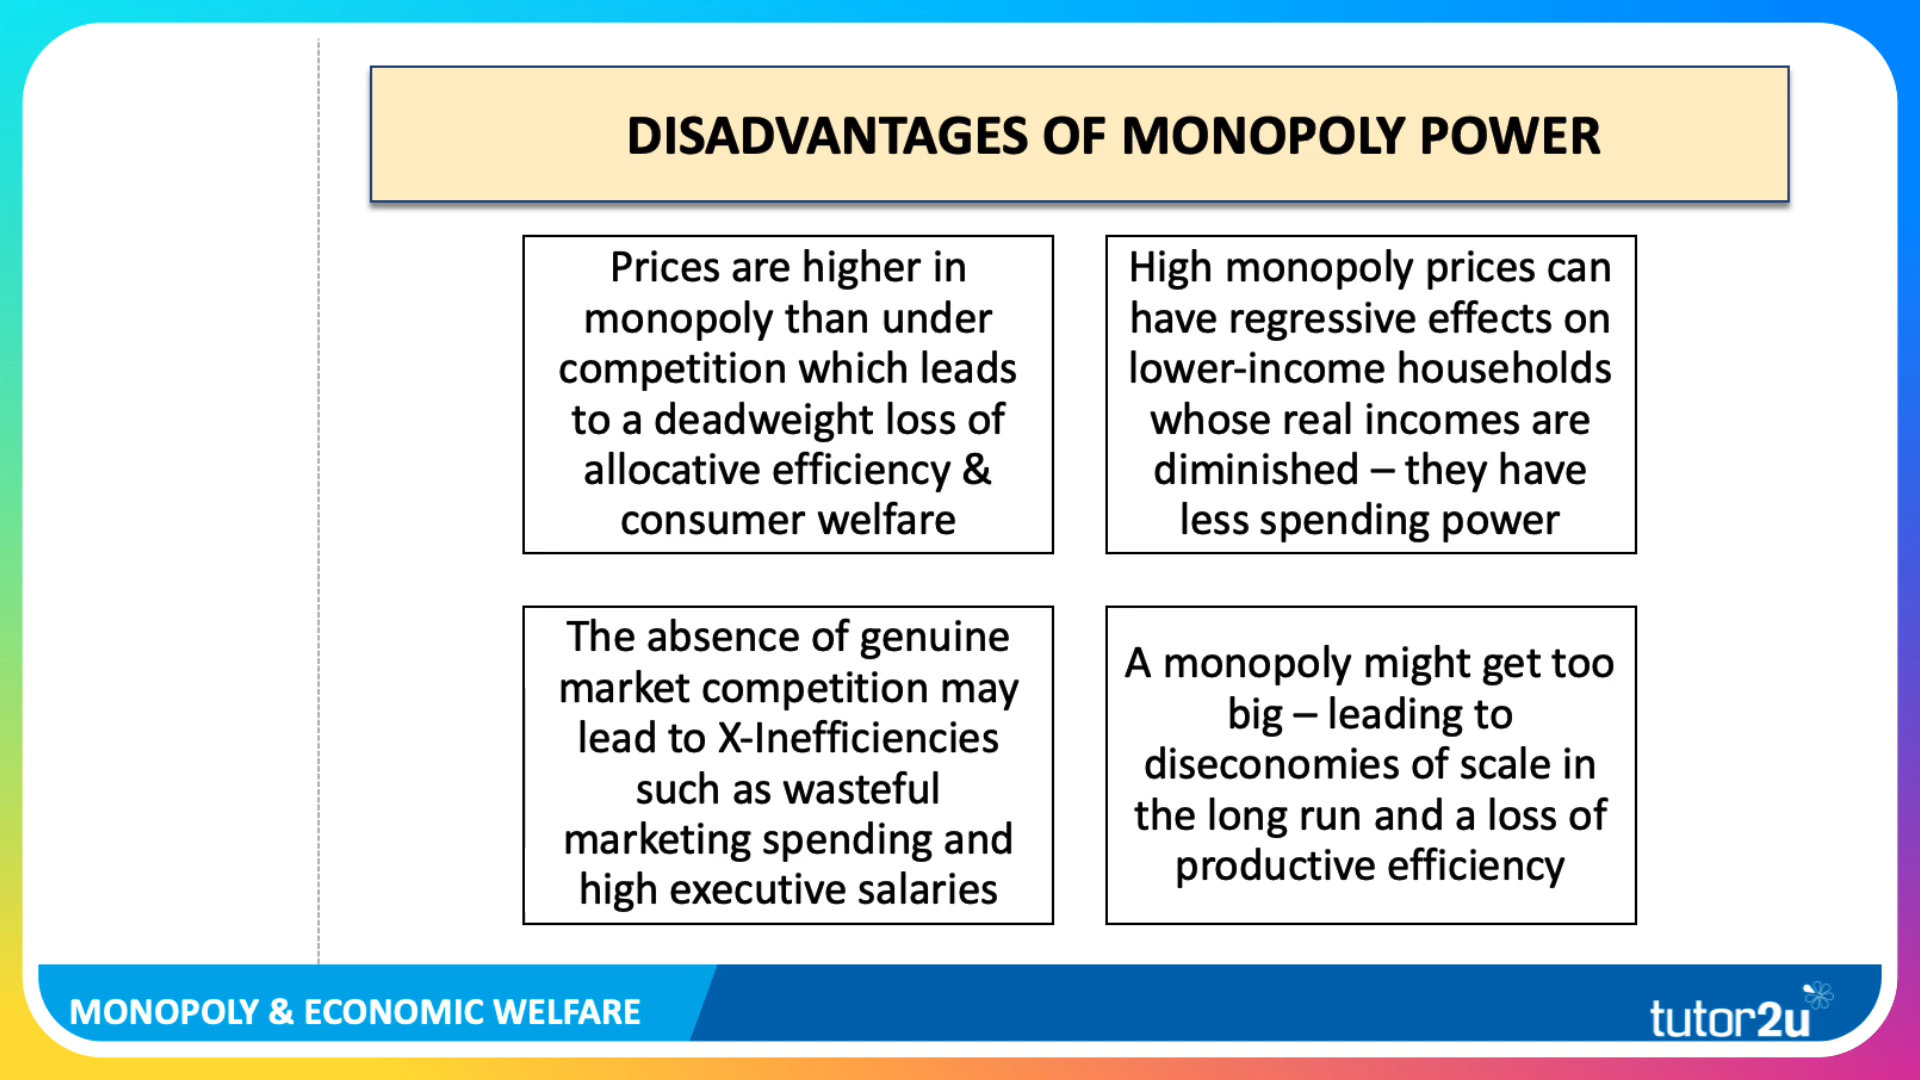 DISADVANTAGES OF MONOPOLY POWER
Prices are higher in
monopoly than under
competition which leads
to a deadweight loss of
allocative efficiency &
consumer welfare
High monopoly prices can
have regressive effects on
lower-income households
whose real incomes are
diminished – they have
less spending power
The absence of genuine
market competition may
lead to X-Inefficiencies
such as wasteful
marketing spending and
high executive salaries
A monopoly might get too
big – leading to
diseconomies of scale in
the long run and a loss of
productive efficiency
MONOPOLY & ECONOMIC WELFARE
tutor2u